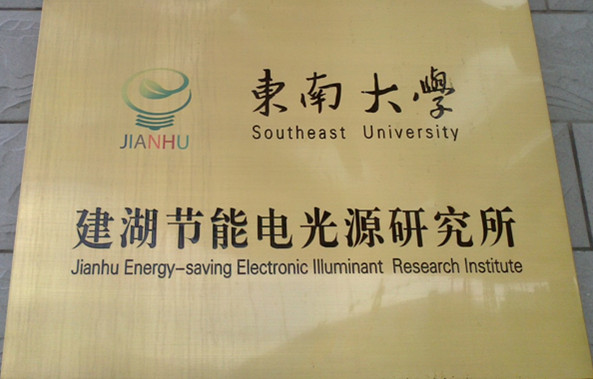 JIANHU
東南大學
Southeast University
建湖节能电光源研究所
Jianhu Energy-saving Electronic Illuminant Research Institute